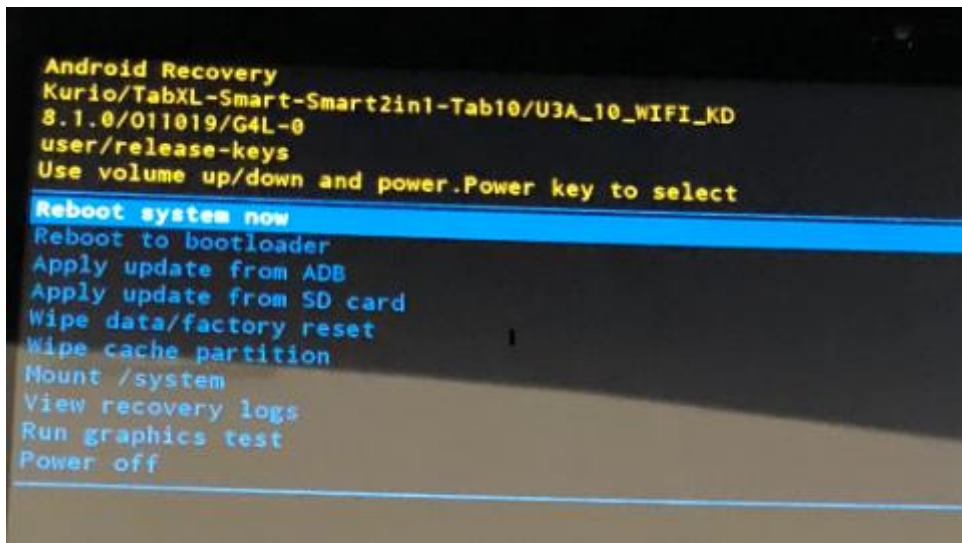 Android Recovery
Kurio/TabXL-Smart-Smart2in1-Tab10/U3A_10_WIFI_KD
8.1.0/O11019/G4L-0
user/release-keys
Use volume up/down and power.Power key to select
Reboot system now
Reboot to bootloader
Apply update from ADB
Apply update from SD card
Wipe data/factory reset
Wipe cache partition
Mount /system
View recovery logs
Run graphics test
Power off